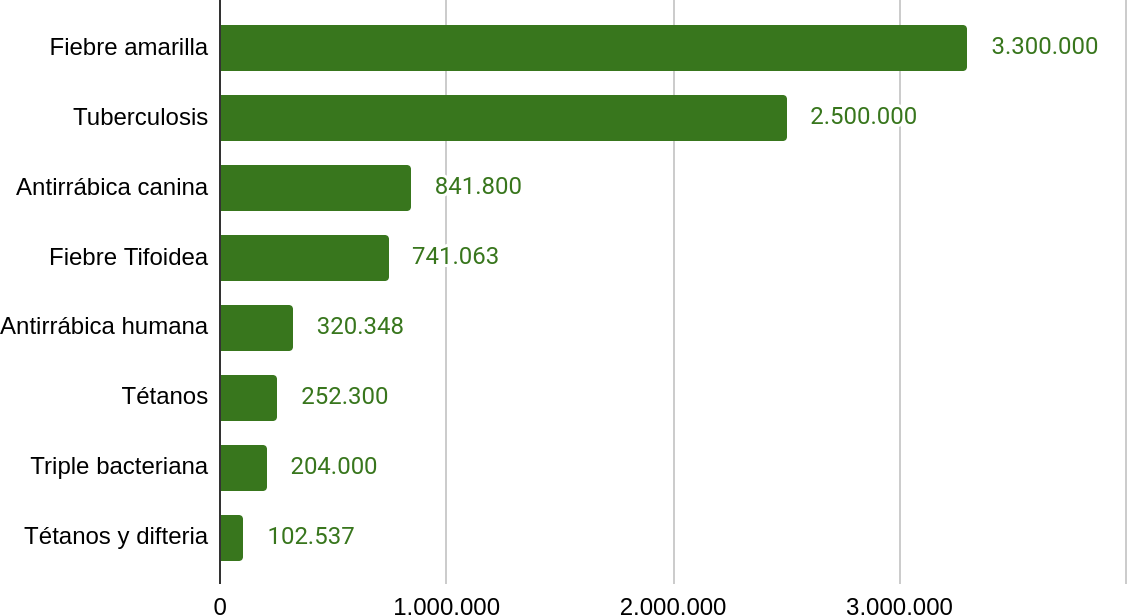 Fiebre amarilla 3.300.000
Tuberculosis 2.500.000
Antirrábica canina 841.800
Fiebre Tifoidea 741.063
Antirrábica humana 320.348
Tétanos 252.300
Triple bacteriana 204.000
Tétanos y difteria 102.537
0 1.000.000 2.000.000 3.000.000